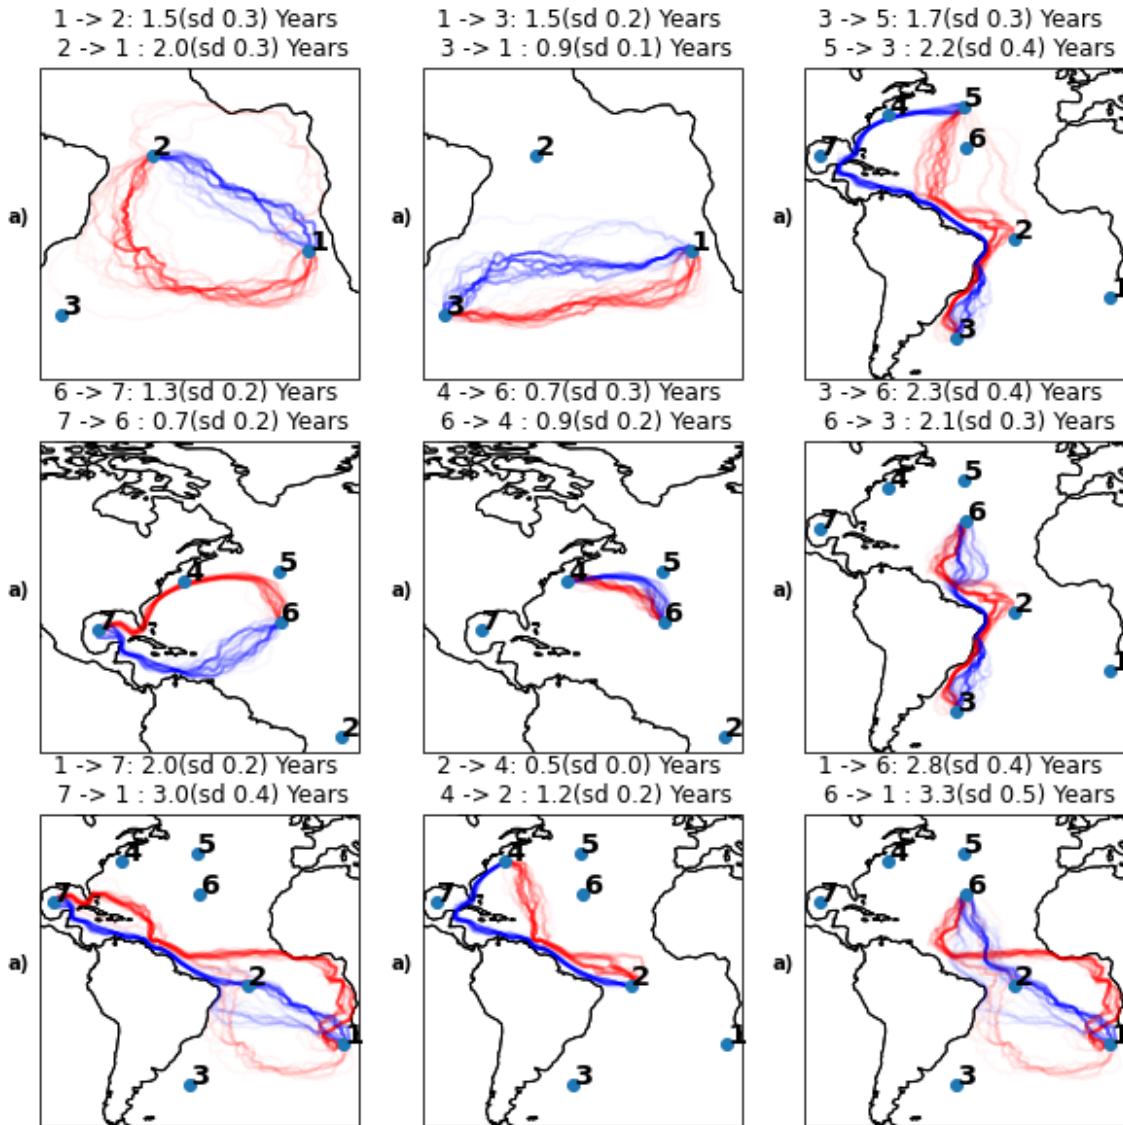 1 -> 2: 1.5(sd 0.3) Years
2 -> 1 : 2.0(sd 0.3) Years
1 -> 3: 1.5(sd 0.2) Years
3 -> 1 : 0.9(sd 0.1) Years
3 -> 5: 1.7(sd 0.3) Years
5 -> 3 : 2.2(sd 0.4) Years
a)
2
1
3
a)
2
1
3
a)
4
5
6
7
2
1
3
6 -> 7: 1.3(sd 0.2) Years
7 -> 6 : 0.7(sd 0.2) Years
4 -> 6: 0.7(sd 0.3) Years
6 -> 4 : 0.9(sd 0.2) Years
3 -> 6: 2.3(sd 0.4) Years
6 -> 3 : 2.1(sd 0.3) Years
a)
5
4
6
7
2
a)
5
4
6
7
2
a)
5
4
6
7
2
1
3
1 -> 7: 2.0(sd 0.2) Years
7 -> 1 : 3.0(sd 0.4) Years
2 -> 4: 0.5(sd 0.0) Years
4 -> 2 : 1.2(sd 0.2) Years
1 -> 6: 2.8(sd 0.4) Years
6 -> 1 : 3.3(sd 0.5) Years
a)
5
4
6
7
2
1
3
a)
5
4
6
7
2
1
3
a)
5
4
6
7
2
1
3